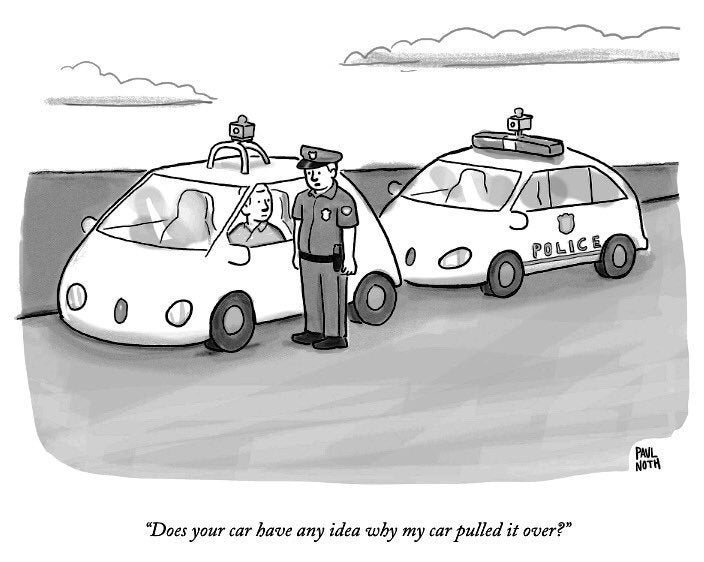 POLICE
PAUL
NOTH
“Does your car have any idea why my car pulled it over?”